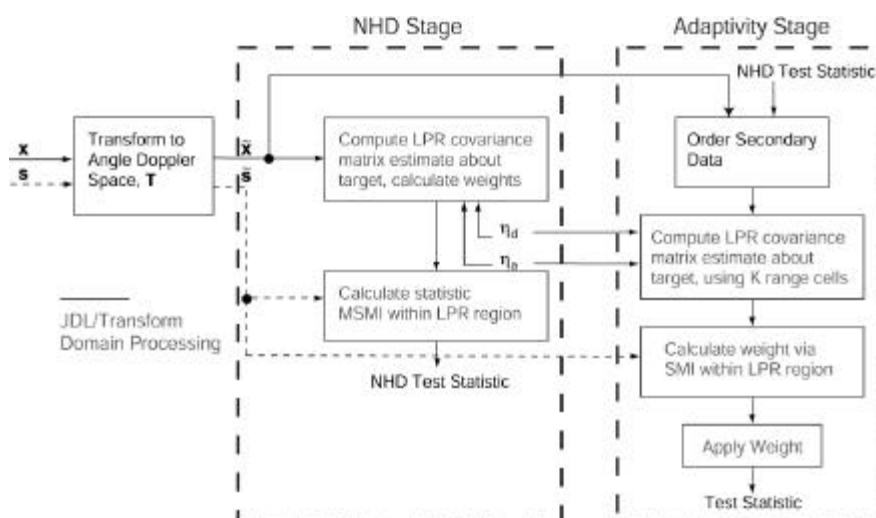 NHD Stage
Adaptivity Stage
NHD Test Statistic
x
s
Transform to
Angle Doppler
Space, T
x̃
s̃
Compute LPR covariance
matrix estimate about
target, calculate weights
Order Secondary
Data
ηd
ηa
Compute LPR covariance
matrix estimate about
target, using K range cells
Calculate statistic
MSMI within LPR region
JDL/Transform
Domain Processing
NHD Test Statistic
Calculate weight via
SMI within LPR region
Apply Weight
Test Statistic